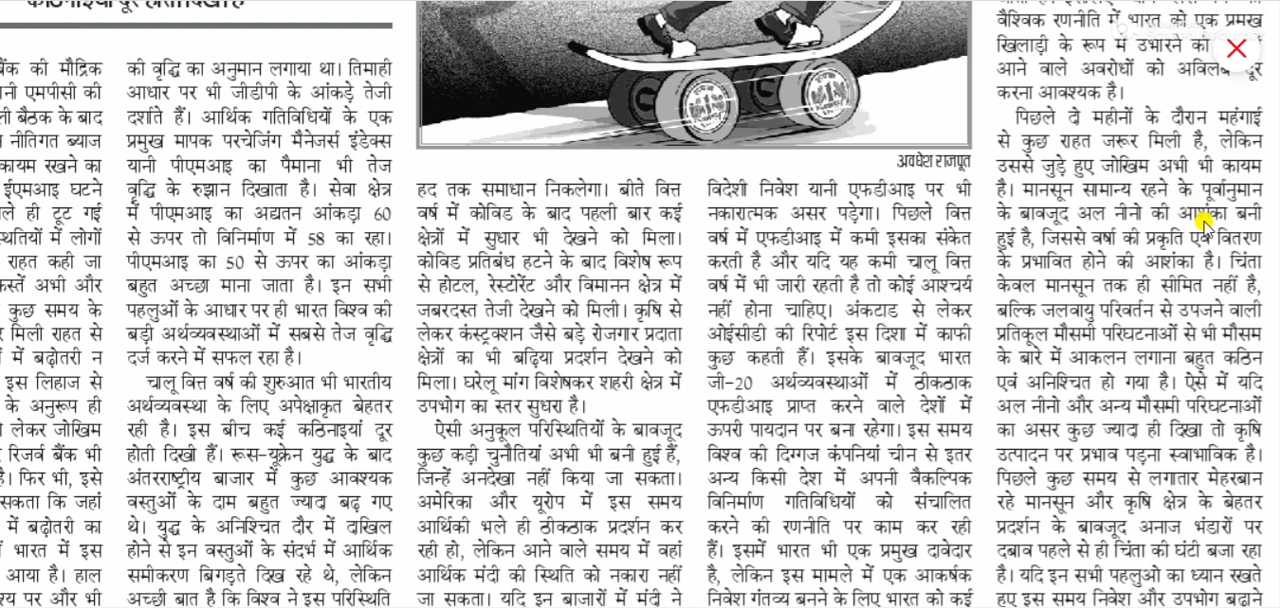 बैंक की मौद्रिक
नी एमपीसी की
ली बैठक के बाद
नीतिगत ब्याज
कायम रखने का
ईएमआइ घटने
ले ही टूट गई
स्थतियों में लोगों
राहत कही जा
स्तें अभी और
कुछ समय के
मिली राहत से
में बढ़ोतरी न
इस लिहाज से
के अनुरूप ही
लेकर जोखिम
रिजर्व बैंक भी
है। फिर भी, इसे
सकता कि जहां
में बढ़ोतरी का
भारत में इस
आया है। हाल
श्य पर और भी
की वृद्धि का अनुमान लगाया था। तिमाही
आधार पर भी जीडीपी के आंकड़े तेजी
दर्शाते हैं। आर्थिक गतिविधियों के एक
प्रमुख मापक परचेजिंग मैनेजर्स इंडेक्स
यानी पीएमआइ का पैमाना भी तेज
वृद्धि के रुझान दिखाता है। सेवा क्षेत्र
में पीएमआइ का अद्यतन आंकड़ा 60
से ऊपर तो विनिर्माण में 58 का रहा।
पीएमआइ का 50 से ऊपर का आंकड़ा
बहुत अच्छा माना जाता है। इन सभी
पहलुओं के आधार पर ही भारत विश्व की
बड़ी अर्थव्यवस्थाओं में सबसे तेज वृद्धि
दर्ज करने में सफल रहा है।
चालू वित्त वर्ष की शुरुआत भी भारतीय
अर्थव्यवस्था के लिए अपेक्षाकृत बेहतर
रही है। इस बीच कई कठिनाइयां दूर
होती दिखी हैं। रूस-यूक्रेन युद्ध के बाद
अंतरराष्ट्रीय बाजार में कुछ आवश्यक
वस्तुओं के दाम बहुत ज्यादा बढ़ गए
थे। युद्ध के अनिश्चित दौर में दाखिल
होने से इन वस्तुओं के संदर्भ में आर्थिक
समीकरण बिगड़ते दिख रहे थे, लेकिन
अच्छी बात है कि विश्व ने इस परिस्थिति
अवधेश राजपूत
हद तक समाधान निकलेगा। बीते वित्त
वर्ष में कोविड के बाद पहली बार कई
क्षेत्रों में सुधार भी देखने को मिला।
कोविड प्रतिबंध हटने के बाद विशेष रूप
से होटल, रेस्टोरेंट और विमानन क्षेत्र में
जबरदस्त तेजी देखने को मिली। कृषि से
लेकर कंस्ट्रक्शन जैसे बड़े रोजगार प्रदाता
क्षेत्रों का भी बढ़िया प्रदर्शन देखने को
मिला। घरेलू मांग विशेषकर शहरी क्षेत्र में
उपभोग का स्तर सुधरा है।
ऐसी अनुकूल परिस्थितियों के बावजूद
कुछ कड़ी चुनौतियां अभी भी बनी हुई हैं,
जिन्हें अनदेखा नहीं किया जा सकता।
अमेरिका और यूरोप में इस समय
आर्थिकी भले ही ठीकठाक प्रदर्शन कर
रही हो, लेकिन आने वाले समय में वहां
आर्थिक मंदी की स्थिति को नकारा नहीं
जा सकता। यदि इन बाजारों में मंदी ने
विदेशी निवेश यानी एफडीआइ पर भी
नकारात्मक असर पड़ेगा। पिछले वित्त
वर्ष में एफडीआइ में कमी इसका संकेत
करती है और यदि यह कमी चालू वित्त
वर्ष में भी जारी रहती है तो कोई आश्चर्य
नहीं होना चाहिए। अंकटाड से लेकर
ओईसीडी की रिपोर्ट इस दिशा में काफी
कुछ कहती हैं। इसके बावजूद भारत
जी-20 अर्थव्यवस्थाओं में ठीकठाक
एफडीआइ प्राप्त करने वाले देशों में
ऊपरी पायदान पर बना रहेगा। इस समय
विश्व की दिग्गज कंपनियां चीन से इतर
अन्य किसी देश में अपनी वैकल्पिक
विनिर्माण गतिविधियों को संचालित
करने की रणनीति पर काम कर रही
हैं। इसमें भारत भी एक प्रमुख दावेदार
है, लेकिन इस मामले में एक आकर्षक
निवेश गंतव्य बनने के लिए भारत को कई
वैश्विक रणनीति में भारत को एक प्रमुख
खिलाड़ी के रूप में उभारने की
आने वाले अवरोधों को अविलंब दूर
करना आवश्यक है।
पिछले दो महीनों के दौरान महंगाई
से कुछ राहत जरूर मिली है, लेकिन
उससे जुड़े हुए जोखिम अभी भी कायम
है। मानसून सामान्य रहने के पूर्वानुमान
के बावजूद अल नीनो की आशंका बनी
हुई है, जिससे वर्षा की प्रकृति एवं वितरण
के प्रभावित होने की आशंका है। चिंता
केवल मानसून तक ही सीमित नहीं है,
बल्कि जलवायु परिवर्तन से उपजने वाली
प्रतिकूल मौसमी परिघटनाओं से भी मौसम
के बारे में आकलन लगाना बहुत कठिन
एवं अनिश्चित हो गया है। ऐसे में यदि
अल नीनो और अन्य मौसमी परिघटनाओं
का असर कुछ ज्यादा ही दिखा तो कृषि
उत्पादन पर प्रभाव पड़ना स्वाभाविक है।
पिछले कुछ समय से लगातार मेहरबान
रहे मानसून और कृषि क्षेत्र के बेहतर
प्रदर्शन के बावजूद अनाज भंडारों पर
दबाव पहले से ही चिंता की घंटी बजा रहा
है। यदि इन सभी पहलुओं का ध्यान रखते
हुए इस समय निवेश और उपभोग बढ़ाने